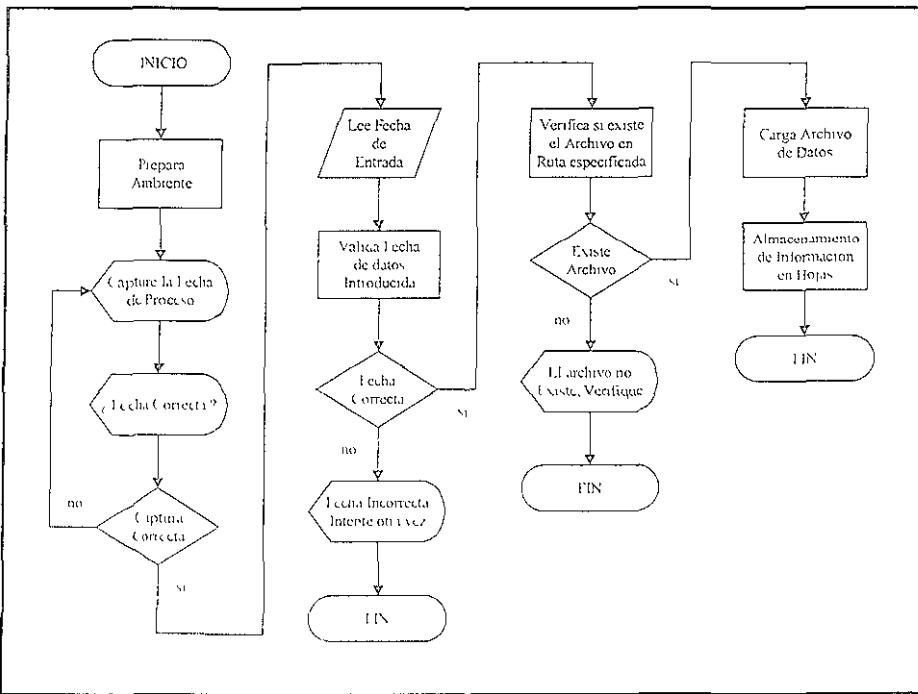 INICIO
Prepara
Ambiente
Capture la Fecha
de Proceso
¿Fecha Correcta?
Captura
Correcta
no
si
Lee Fecha
de
Entrada
Valida Fecha
de datos
Introducida
Fecha
Correcta
si
no
Fecha Incorrecta
Intente otra vez
FIN
Verifica si existe
el Archivo en
Ruta especificada
Existe
Archivo
si
no
El archivo no
Existe, Verifique
FIN
Carga Archivo
de Datos
Almacenamiento
de Informacion
en Hojas
FIN